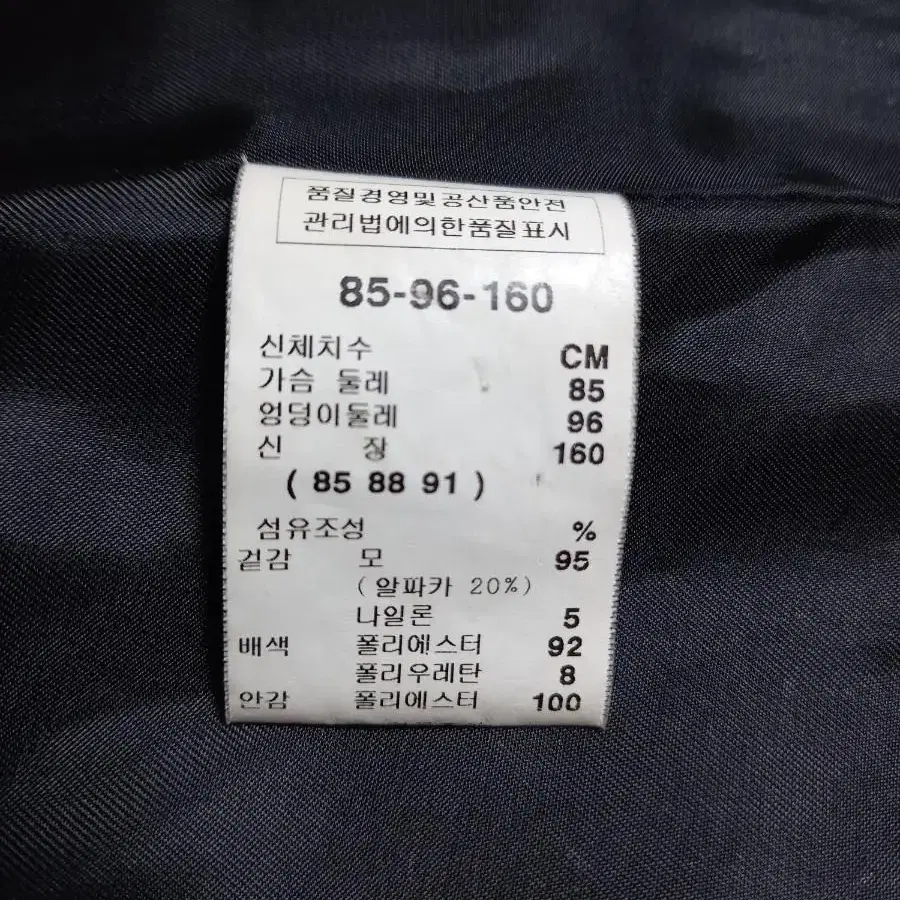 품질경영및공산품안전
관리법에의한품질표시
85-96-160
신체치수 CM
가슴 둘레 85
엉덩이둘레 96
신 장 160
( 85 88 91 )
섬유조성 %
겉감 모 95
(알파카 20%)
나일론 5
배색 폴리에스터 92
폴리우레탄 8
안감 폴리에스터 100